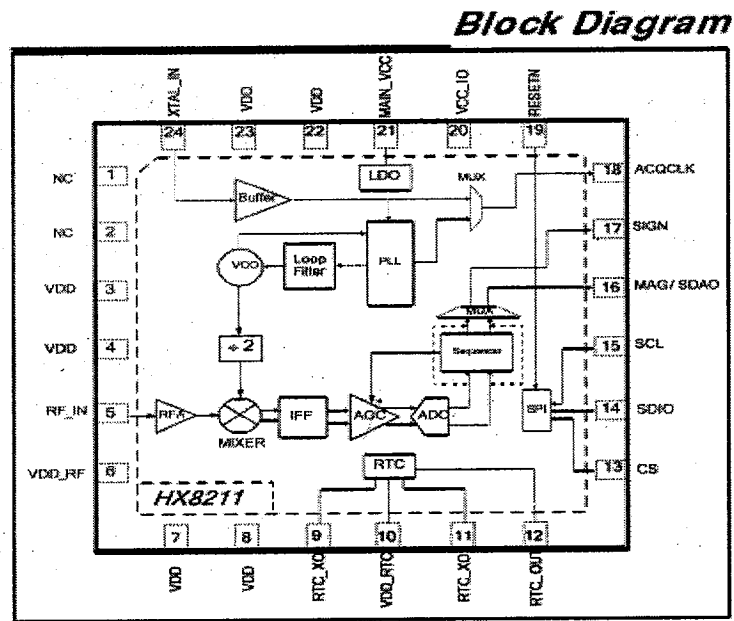 Block Diagram
XTAL_IN
VDD
VDD
MAIN_VCC
VCC_IO
RESETN
24
23
22
21
20
19
NC
1
LDO
MUX
18
ACQCLK
Buffer
NC
2
17
SIGN
VCO
Loop
Filter
PLL
VDD
3
16
MAG/ SDAO
MUX
VDD
4
÷ 2
Sequencer
15
SCL
RF_IN
5
RFA
MIXER
IFF
AGC
ADC
SPI
14
SDIO
VDD_RF
6
RTC
13
CS
HX8211
7
8
9
10
11
12
VDD
VDD
RTC_XO
VDD_RTC
RTC_XO
RTC_OUT